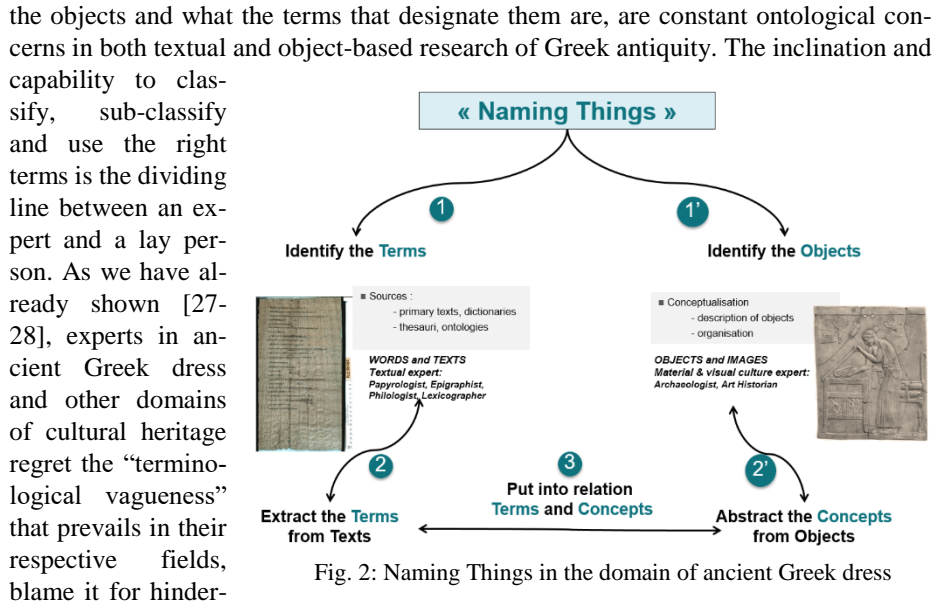 the objects and what the terms that designate them are, are constant ontological con-
cerns in both textual and object-based research of Greek antiquity. The inclination and
capability to clas-
sify, sub-classify
and use the right
terms is the dividing
line between an ex-
pert and a lay per-
son. As we have al-
ready shown [27-
28], experts in an-
cient Greek dress
and other domains
of cultural heritage
regret the “termino-
logical vagueness”
that prevails in their
respective fields,
blame it for hinder-
« Naming Things »
1
1'
Identify the Terms
Identify the Objects
■ Sources :
- primary texts, dictionaries
- thesauri, ontologies
■ Conceptualisation
- description of objects
- organisation
WORDS and TEXTS
Textual expert:
Papyrologist, Epigraphist,
Philologist, Lexicographer
OBJECTS and IMAGES
Material & visual culture expert:
Archaeologist, Art Historian
2
3
2'
Put into relation
Terms and Concepts
Extract the Terms
from Texts
Abstract the Concepts
from Objects
Fig. 2: Naming Things in the domain of ancient Greek dress